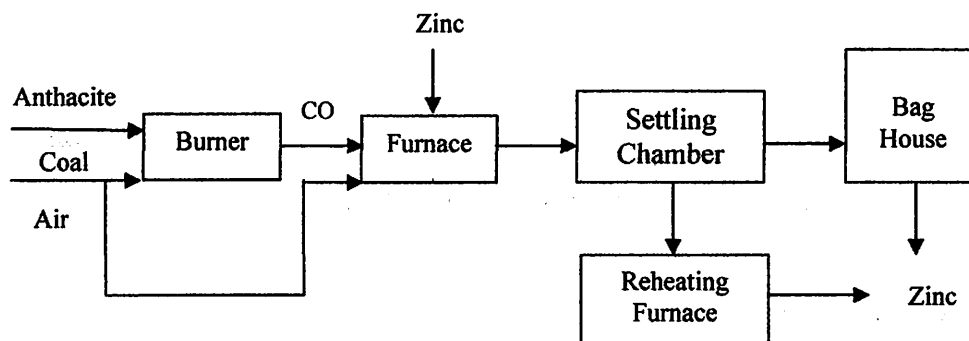 Zinc
Anthacite
CO
Burner
Furnace
Settling
Chamber
Bag
House
Coal
Air
Reheating
Furnace
Zinc